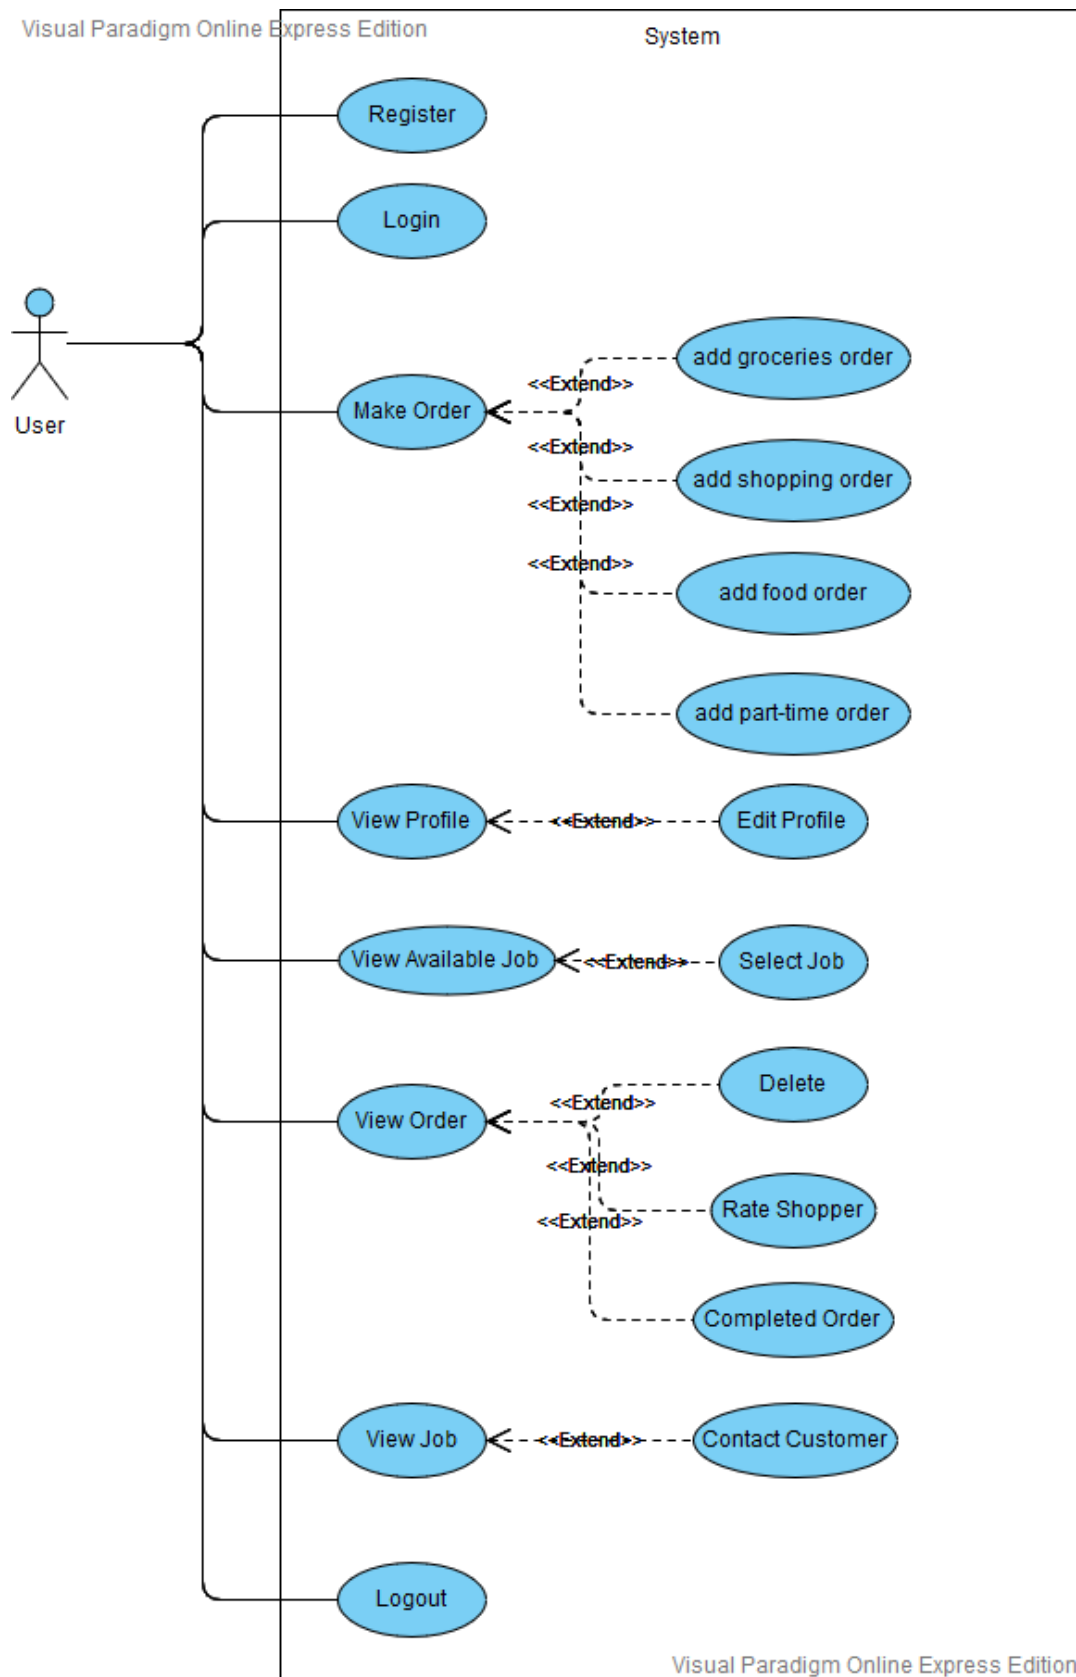 Visual Paradigm Online Express Edition
System
Register
Login
User
Make Order
<<Extend>>
<<Extend>>
<<Extend>>
<<Extend>>
add groceries order
add shopping order
add food order
add part-time order
View Profile
<<Extend>>
Edit Profile
View Available Job
<<Extend>>
Select Job
View Order
<<Extend>>
<<Extend>>
<<Extend>>
Delete
Rate Shopper
Completed Order
View Job
<<Extend>>
Contact Customer
Logout
Visual Paradigm Online Express Edition